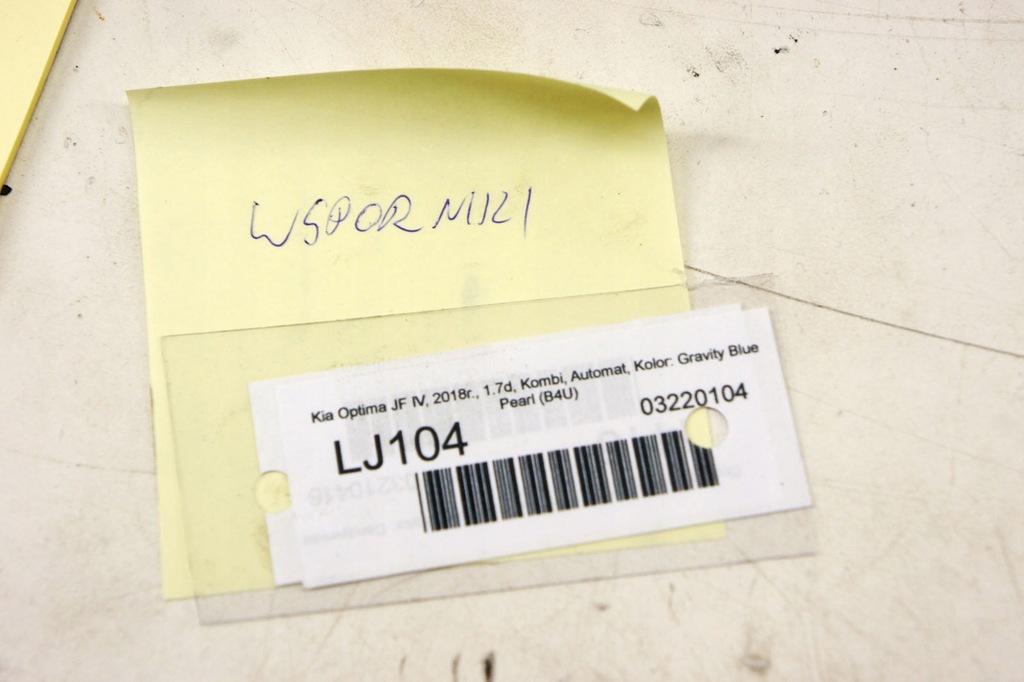 WSPORNIKI
Kia Optima JF IV, 2018r., 1.7d, Kombi, Automat, Kolor: Gravity Blue
Pearl (B4U)
03220104
LJ104